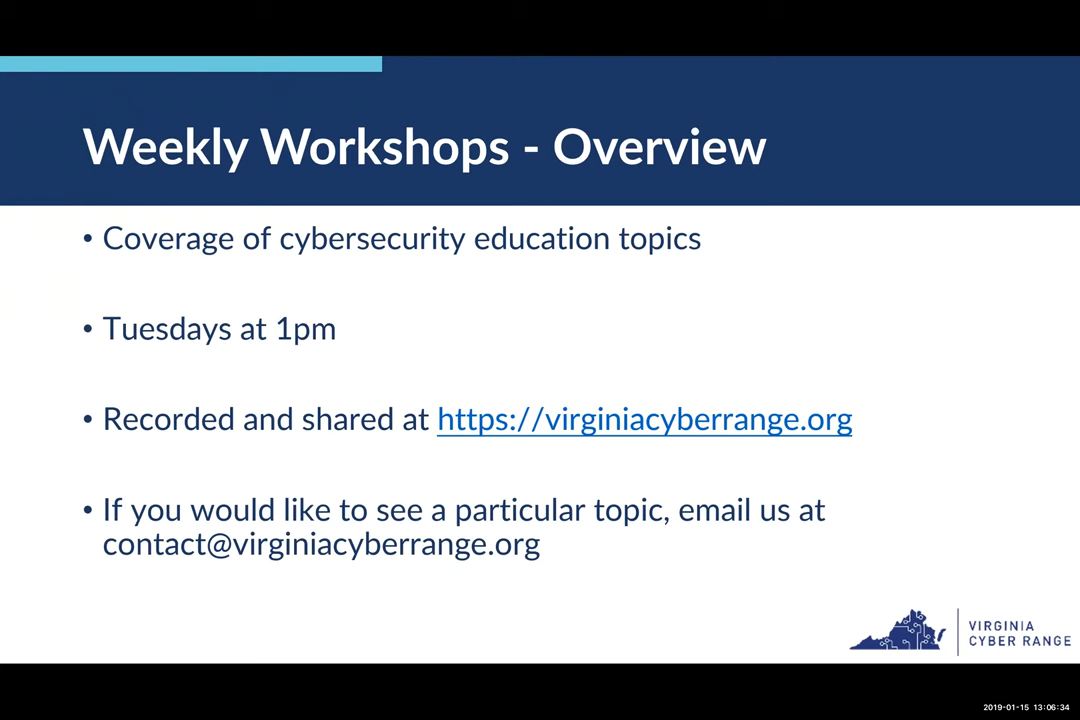 Weekly Workshops - Overview
• Coverage of cybersecurity education topics
• Tuesdays at 1pm
• Recorded and shared at https://virginiacyberrange.org
• If you would like to see a particular topic, email us at
contact@virginiacyberrange.org
VIRGINIA
CYBER RANGE
2019-01-15 13:06:34